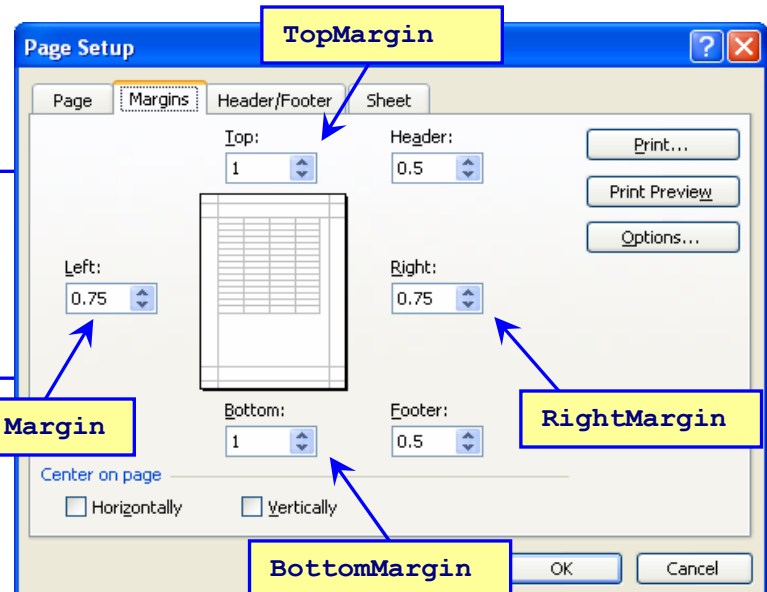 TopMargin
Page Setup
Page Margins Header/Footer Sheet
Top: Header:
1 0.5
Print...
Print Preview
Options...
Left: Right:
0.75 0.75
Margin
RightMargin
Bottom: Footer:
1 0.5
Center on page
Horizontally Vertically
BottomMargin
OK Cancel